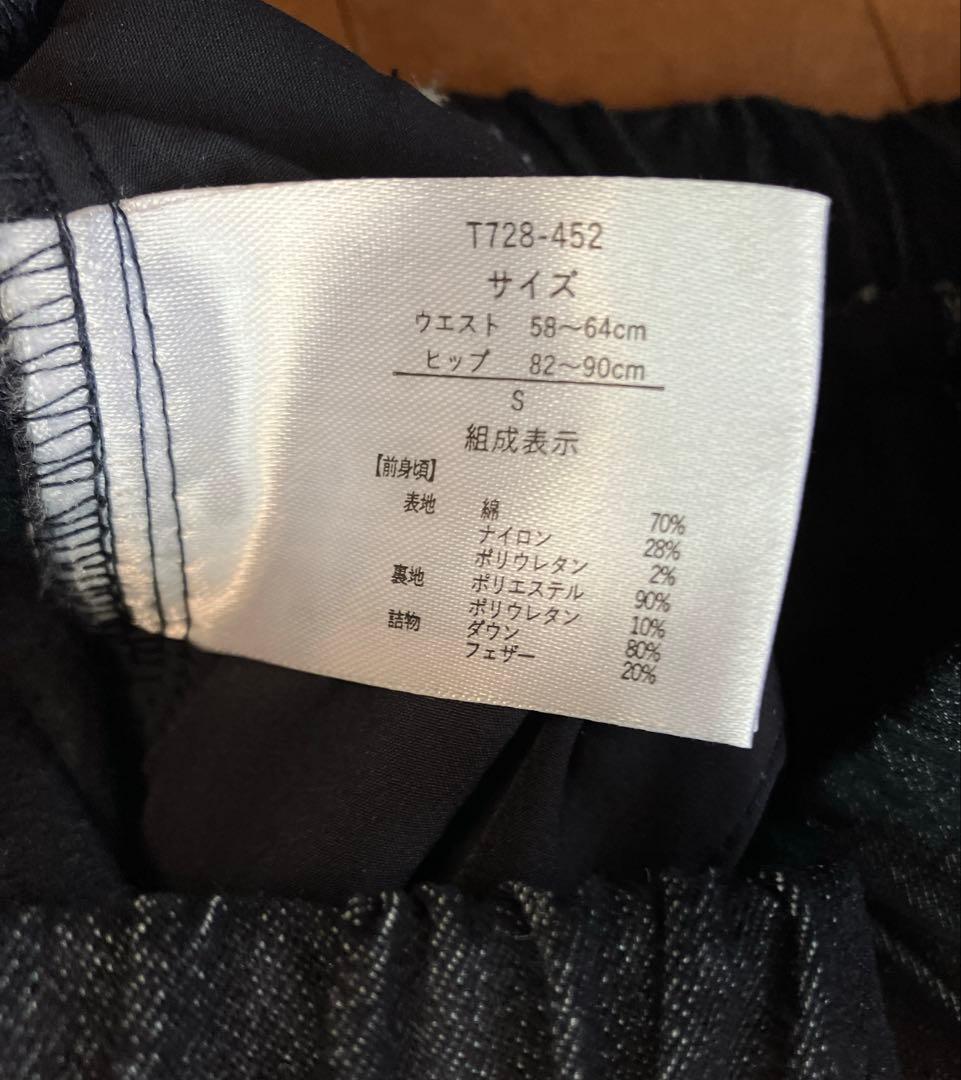 T728-452
サイズ
ウエスト 58～64cm
ヒップ 82～90cm
S
組成表示
【前身頃】
表地 綿 70%
ナイロン 28%
ポリウレタン 2%
裏地 ポリエステル 90%
ポリウレタン 10%
詰物 ダウン 80%
フェザー 20%